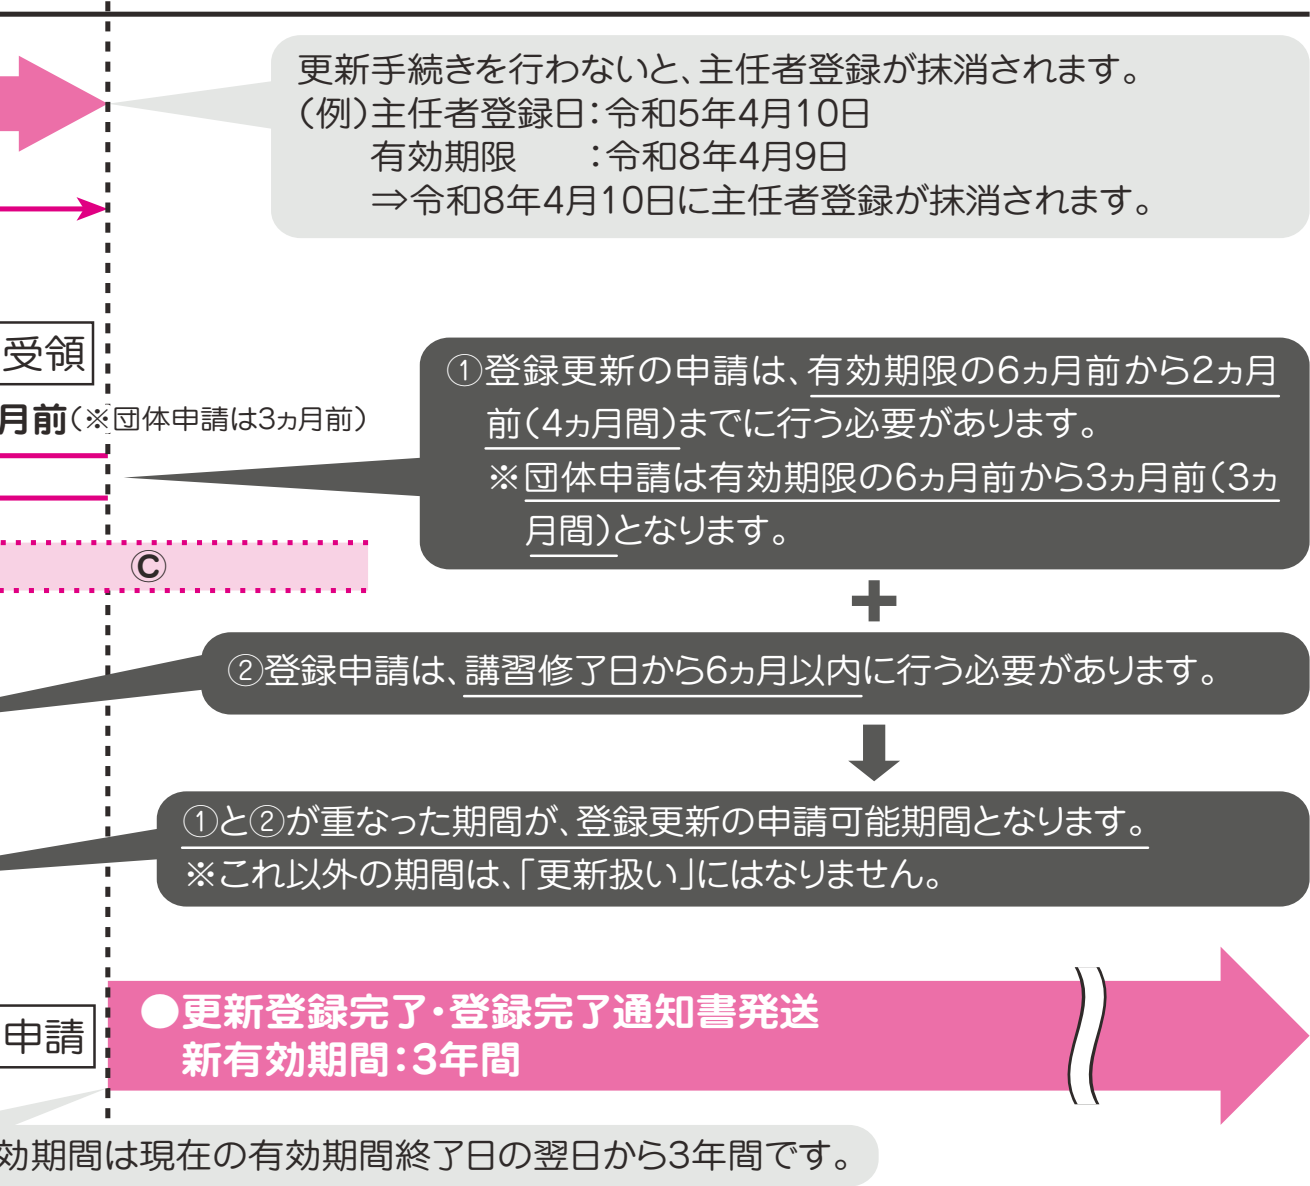 更新手続きを行わないと、主任者登録が抹消されます。
(例)主任者登録日:令和5年4月10日
有効期限　　:令和8年4月9日
⇒令和8年4月10日に主任者登録が抹消されます。
受領
月前(※団体申請は3ヵ月前)
①登録更新の申請は、有効期限の6ヵ月前から2ヵ月
前(4ヵ月間)までに行う必要があります。
※団体申請は有効期限の6ヵ月前から3ヵ月前(3ヵ
月間)となります。
Ⓒ
②登録申請は、講習修了日から6ヵ月以内に行う必要があります。
①と②が重なった期間が、登録更新の申請可能期間となります。
※これ以外の期間は、「更新扱い」にはなりません。
申請
●更新登録完了・登録完了通知書発送
新有効期間:3年間
効期間は現在の有効期間終了日の翌日から3年間です。